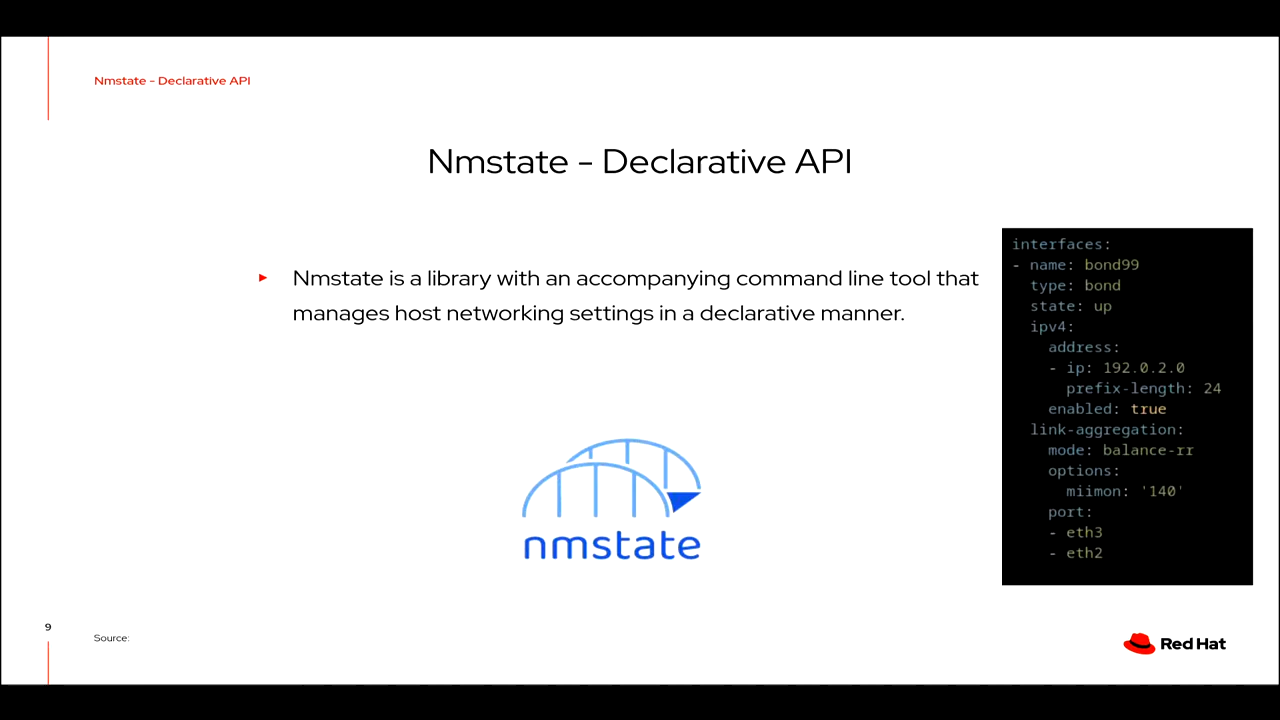 Nmstate - Declarative API
Nmstate - Declarative API
▸ Nmstate is a library with an accompanying command line tool that
manages host networking settings in a declarative manner.
interfaces:
- name: bond99
  type: bond
  state: up
  ipv4:
    address:
    - ip: 192.0.2.0
      prefix-length: 24
    enabled: true
  link-aggregation:
    mode: balance-rr
    options:
      miimon: '140'
    port:
    - eth3
    - eth2
nmstate
9
Source:
Red Hat